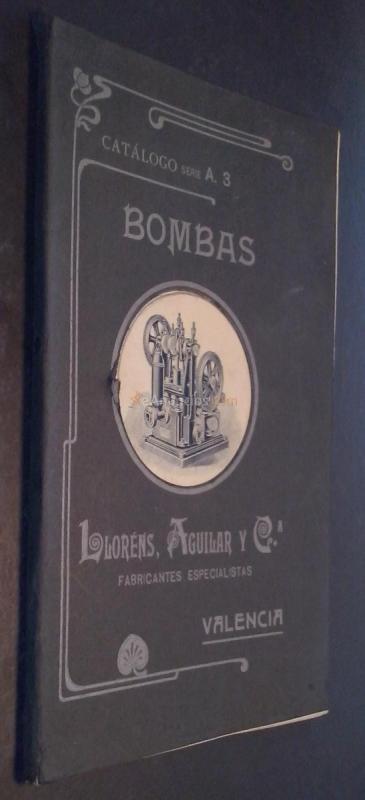 CATÁLOGO SERIE A. 3
BOMBAS
LLORÉNS, AGUILAR Y C.ª
FABRICANTES ESPECIALISTAS
VALENCIA